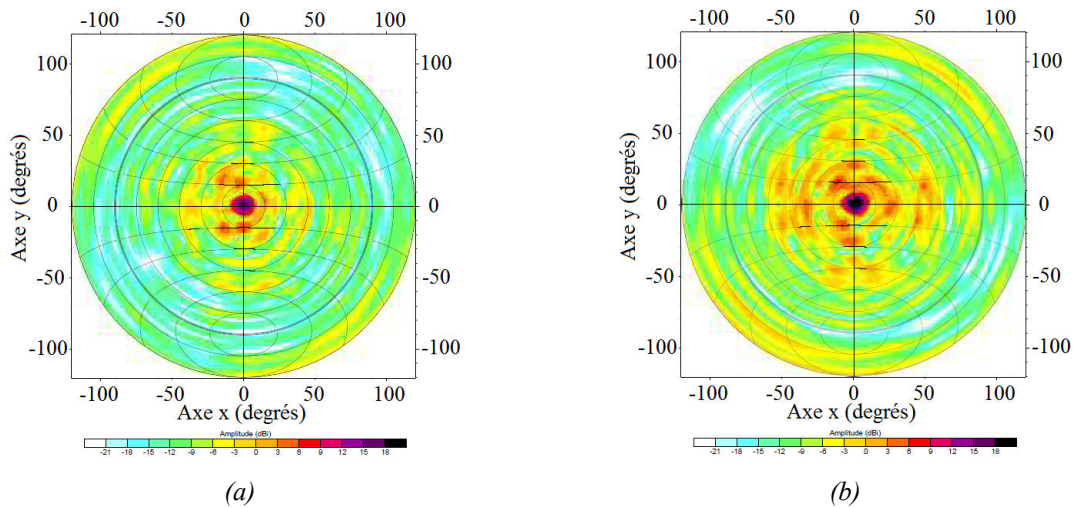 -100 -50 0 50 100
100 100
50 50
0 0
-50 -50
-100 -100
Axe y (degrés)
-100 -50 0 50 100
Axe x (degrés)
Amplitude (dBi)
-21 -18 -15 -12 -9 -6 -3 0 3 6 9 12 15 18
(a)
-100 -50 0 50 100
100 100
50 50
0 0
-50 -50
-100 -100
Axe y (degrés)
-100 -50 0 50 100
Axe x (degrés)
Amplitude (dBi)
-21 -18 -15 -12 -9 -6 -3 0 3 6 9 12 15 18
(b)